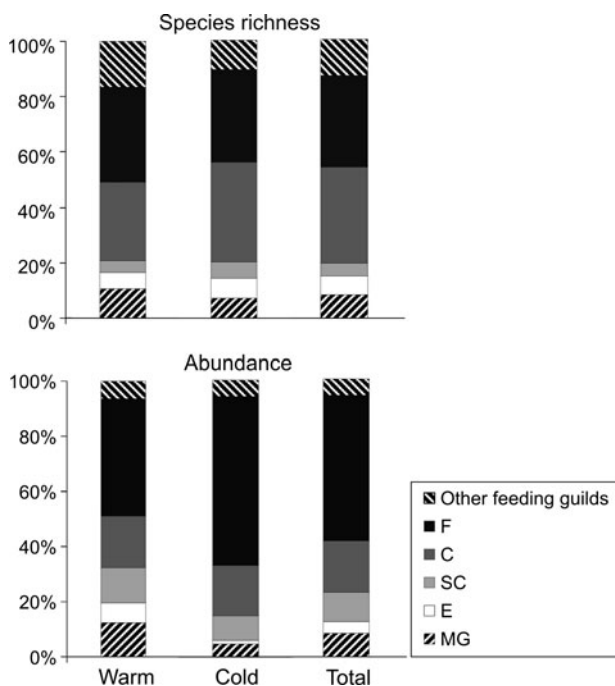 Species richness
100%
80%
60%
40%
20%
0%
Abundance
100%
80%
60%
40%
20%
0%
Warm Cold Total
Other feeding guilds
F
C
SC
E
MG